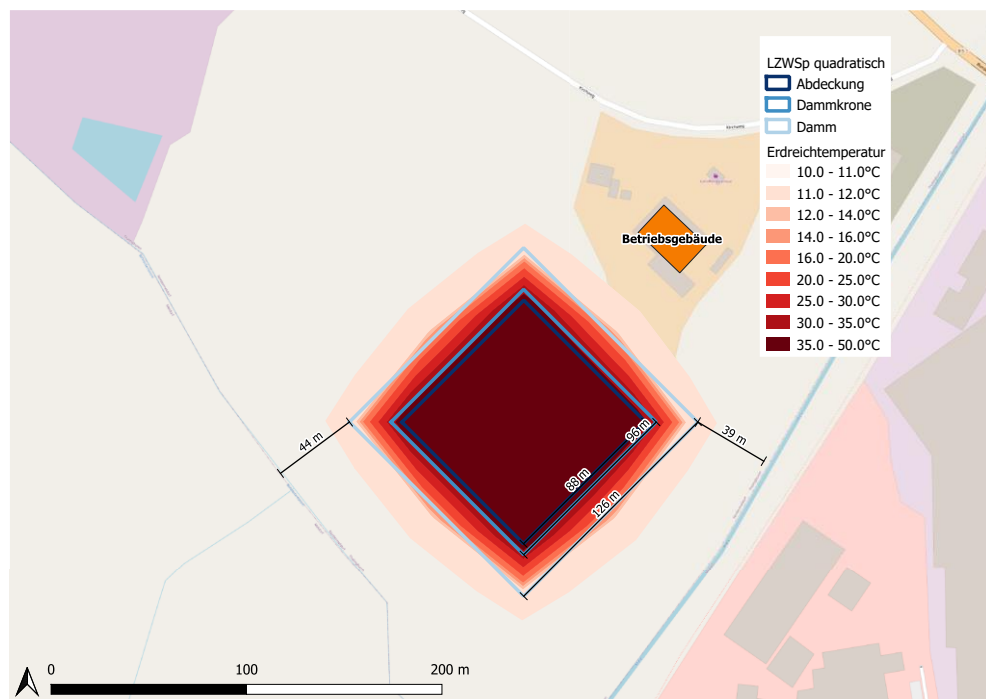 LZWSp quadratisch
Abdeckung
Dammkrone
Damm
Erdreichtemperatur
10.0 - 11.0°C
11.0 - 12.0°C
12.0 - 14.0°C
14.0 - 16.0°C
16.0 - 20.0°C
20.0 - 25.0°C
25.0 - 30.0°C
30.0 - 35.0°C
35.0 - 50.0°C
Betriebsgebäude
44 m
39 m
96 m
88 m
126 m
0
100
200 m